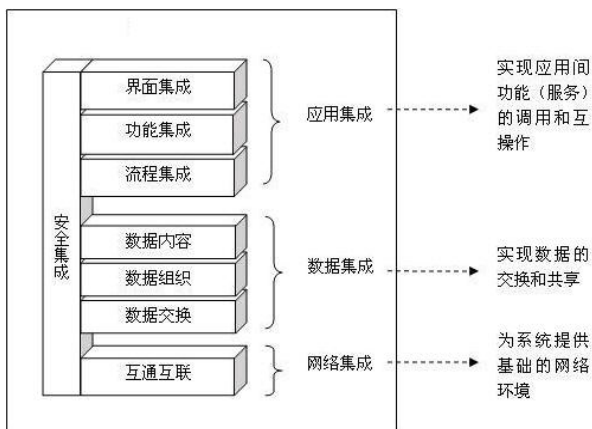 界面集成
功能集成
流程集成
应用集成
实现应用间
功能（服务）
的调用和互
操作
安全集成
数据内容
数据组织
数据交换
数据集成
实现数据的
交换和共享
互通互联
网络集成
为系统提供
基础的网络
环境